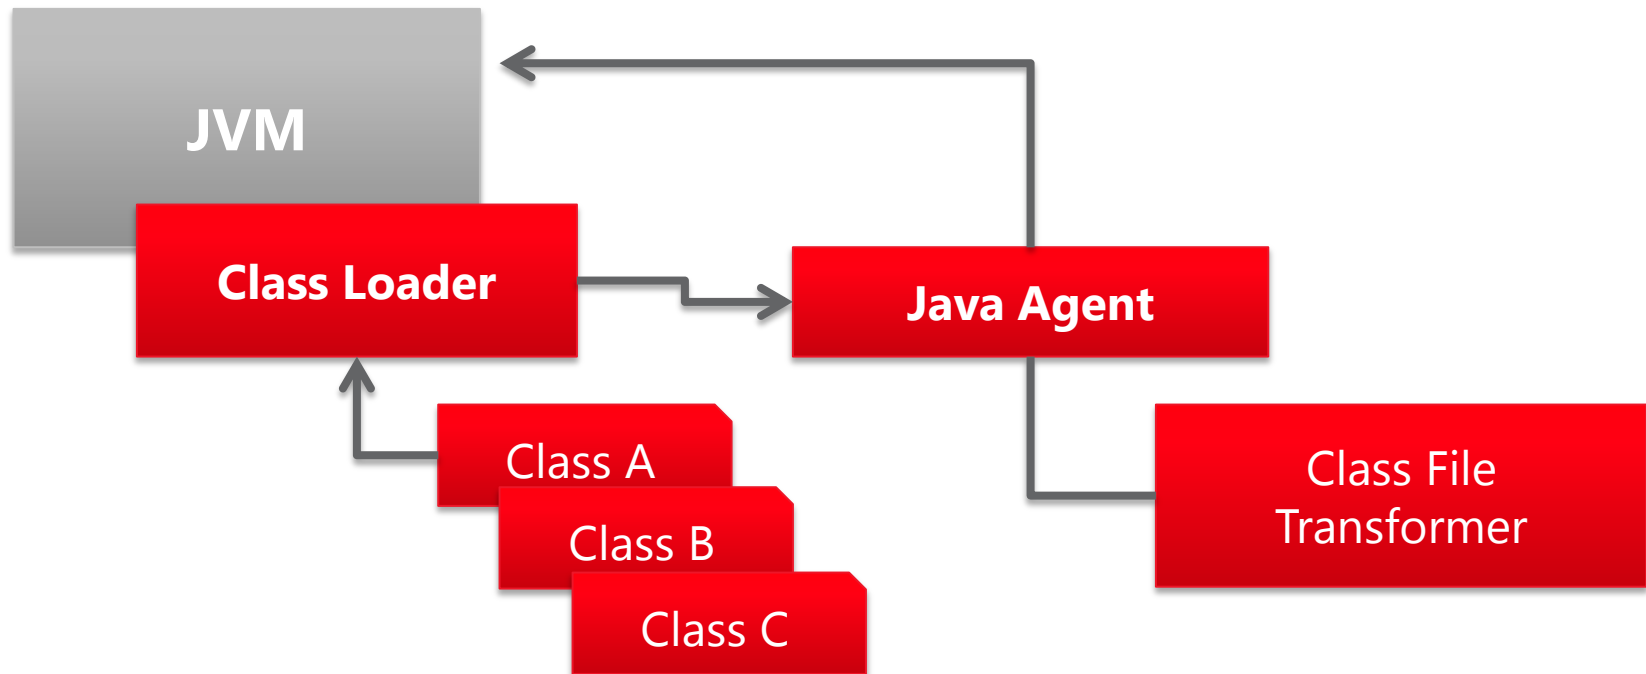 JVM
Class Loader
Java Agent
Class A
Class B
Class C
Class File
Transformer